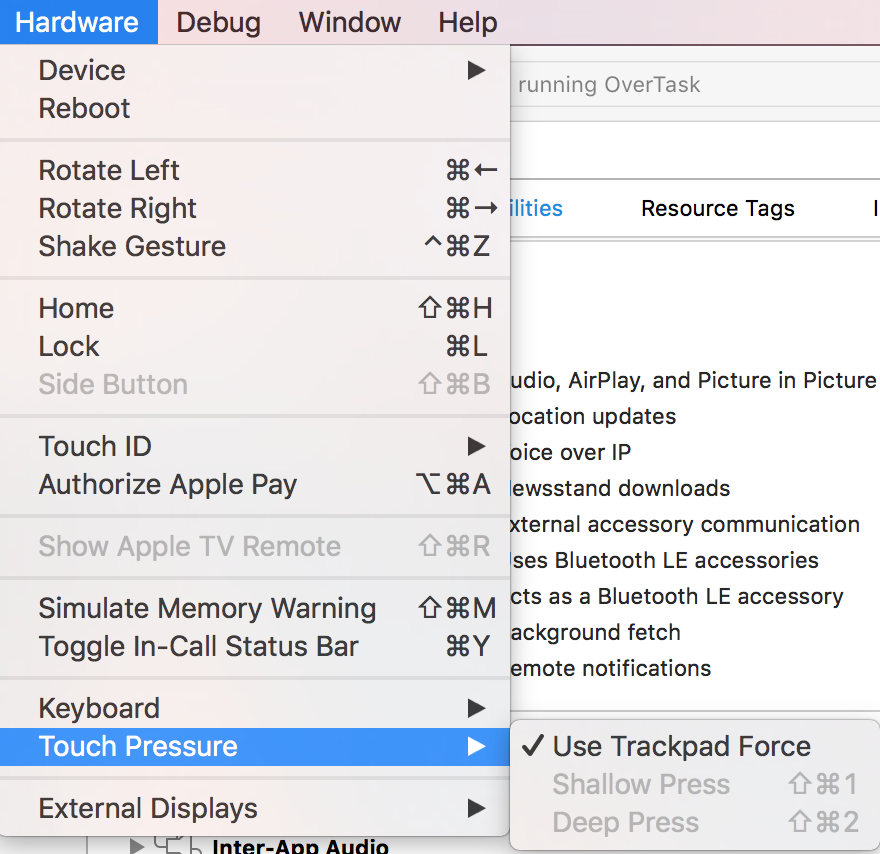 Hardware Debug Window Help
Device ▶
Reboot
Rotate Left ⌘←
Rotate Right ⌘→
Shake Gesture ^⌘Z
Home ⇧⌘H
Lock ⌘L
Side Button ⇧⌘B
Touch ID ▶
Authorize Apple Pay ⌥⌘A
Show Apple TV Remote ⇧⌘R
Simulate Memory Warning ⇧⌘M
Toggle In-Call Status Bar ⌘Y
Keyboard ▶
Touch Pressure ▶
External Displays ▶
✓ Use Trackpad Force
Shallow Press ⇧⌘1
Deep Press ⇧⌘2
running OverTask
ilities Resource Tags
udio, AirPlay, and Picture in Picture
ocation updates
oice over IP
ewsstand downloads
xternal accessory communication
ses Bluetooth LE accessories
cts as a Bluetooth LE accessory
ackground fetch
emote notifications
Inter-App Audio